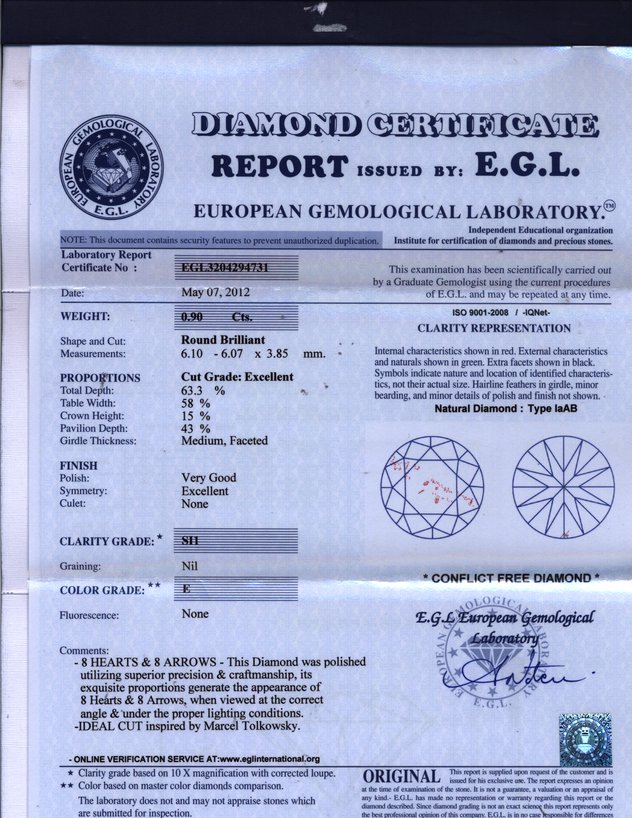 DIAMOND CERTIFICATE
REPORT ISSUED BY: E.G.L.
EUROPEAN GEMOLOGICAL LABORATORY.™
EUROPEAN GEMOLOGICAL LABORATORY
E.G.L.
Independent Educational organization
NOTE: This document contains security features to prevent unauthorized duplication.
Institute for certification of diamonds and precious stones.
Laboratory Report
Certificate No : EGL3204294731
Date: May 07, 2012
WEIGHT: 0.90 Cts.
Shape and Cut: Round Brilliant
Measurements: 6.10 - 6.07 x 3.85 mm.
PROPORTIONS Cut Grade: Excellent
Total Depth: 63.3 %
Table Width: 58 %
Crown Height: 15 %
Pavilion Depth: 43 %
Girdle Thickness: Medium, Faceted
FINISH
Polish: Very Good
Symmetry: Excellent
Culet: None
CLARITY GRADE: * SI1
Graining: Nil
COLOR GRADE: ** E
Fluorescence: None
Comments:
- 8 HEARTS & 8 ARROWS - This Diamond was polished
utilizing superior precision & craftmanship, its
exquisite proportions generate the appearance of
8 Hearts & 8 Arrows, when viewed at the correct
angle & under the proper lighting conditions.
-IDEAL CUT inspired by Marcel Tolkowsky.
- ONLINE VERIFICATION SERVICE AT:www.eglinternational.org
* Clarity grade based on 10 X magnification with corrected loupe.
** Color based on master color diamonds comparison.
The laboratory does not and may not appraise stones which
are submitted for inspection.
This examination has been scientifically carried out
by a Graduate Gemologist using the current procedures
of E.G.L. and may be repeated at any time.
ISO 9001-2008 / -IQNet-
CLARITY REPRESENTATION
Internal characteristics shown in red. External characteristics
and naturals shown in green. Extra facets shown in black.
Symbols indicate nature and location of identified characteris-
tics, not their actual size. Hairline feathers in girdle, minor
bearding, and minor details of polish and finish not shown.
Natural Diamond : Type IaAB
* CONFLICT FREE DIAMOND *
E.G.L European Gemological
Laboratory
EUROPEAN GEMOLOGICAL LABORATORY
E.G.L.
ORIGINAL This report is supplied upon request of the customer and is
issued for his exclusive use. The report expresses an opinion
at the time of examination of the stone. It is not a guarantee, a valuation or an appraisal of
any kind.- E.G.L. has made no representation or warranty regarding this report or the
diamond described. Since diamond grading is not an exact science this report represents only
the best professional opinion of this company. E.G.L. is in no case responsible for differences